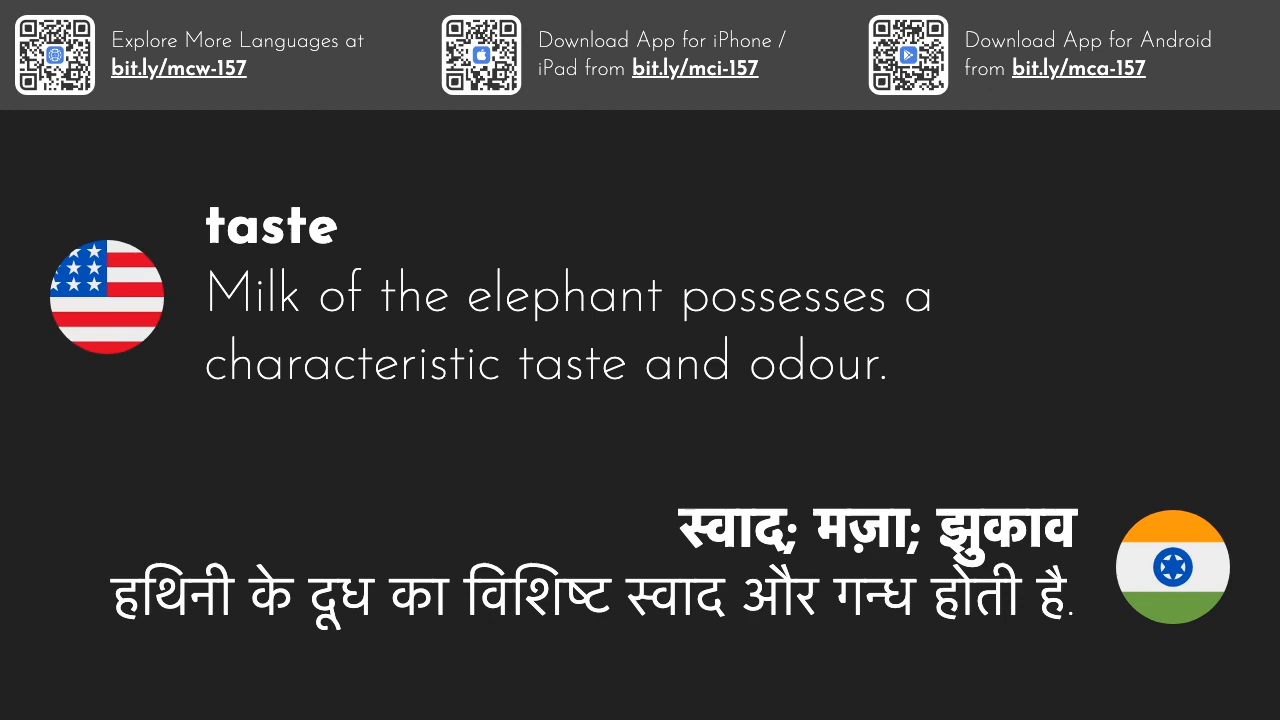 Explore More Languages at
bit.ly/mcw-157
Download App for iPhone /
iPad from bit.ly/mci-157
Download App for Android
from bit.ly/mca-157
taste
Milk of the elephant possesses a
characteristic taste and odour.
स्वाद; मज़ा; झुकाव
हथिनी के दूध का विशिष्ट स्वाद और गन्ध होती है.